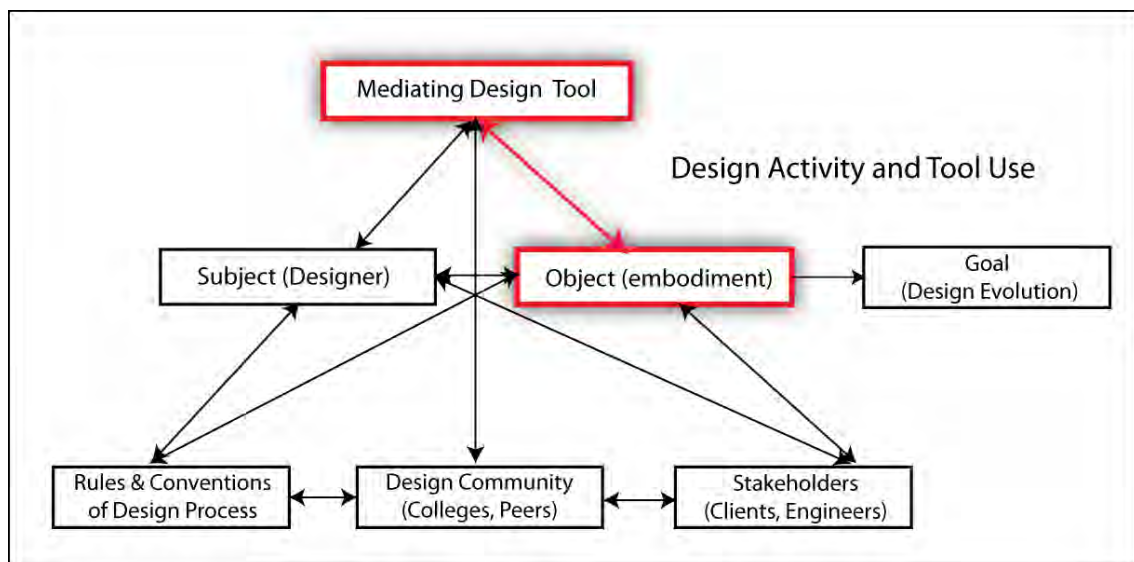 Mediating Design Tool
Design Activity and Tool Use
Subject (Designer)
Object (embodiment)
Goal
(Design Evolution)
Rules & Conventions
of Design Process
Design Community
(Colleges, Peers)
Stakeholders
(Clients, Engineers)